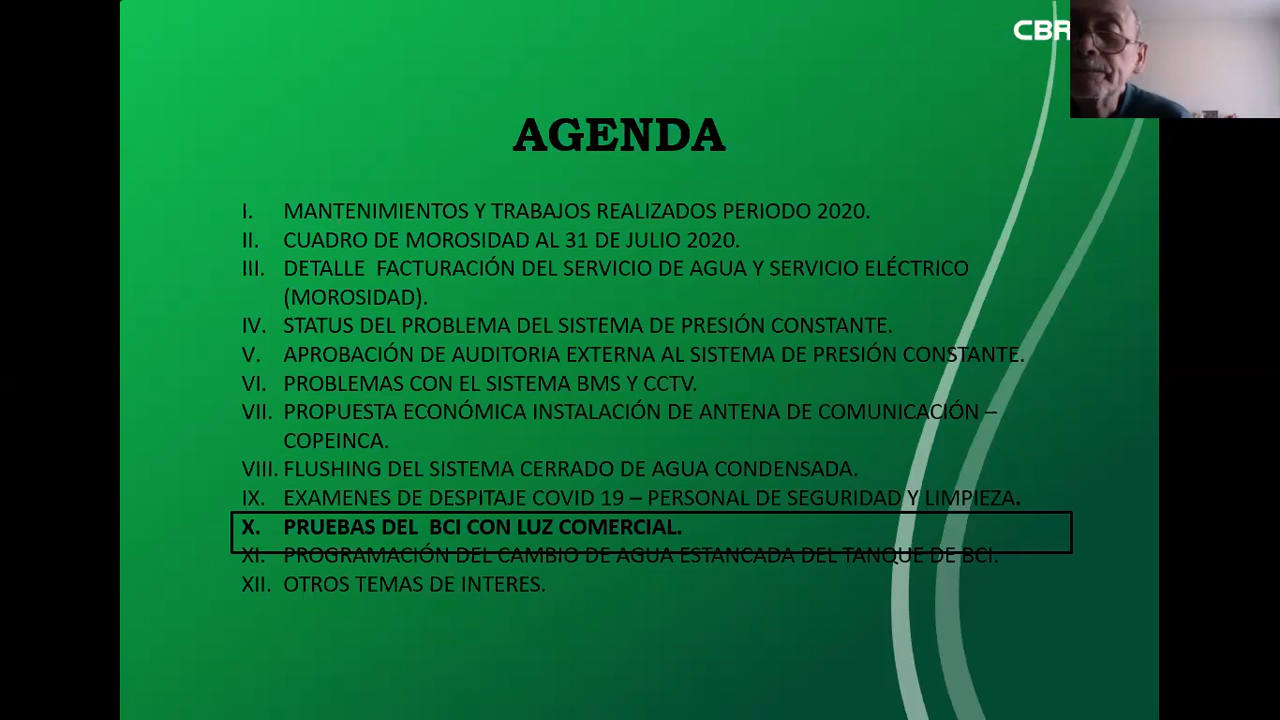 CBR
AGENDA
I. MANTENIMIENTOS Y TRABAJOS REALIZADOS PERIODO 2020.
II. CUADRO DE MOROSIDAD AL 31 DE JULIO 2020.
III. DETALLE FACTURACIÓN DEL SERVICIO DE AGUA Y SERVICIO ELÉCTRICO
(MOROSIDAD).
IV. STATUS DEL PROBLEMA DEL SISTEMA DE PRESIÓN CONSTANTE.
V. APROBACIÓN DE AUDITORIA EXTERNA AL SISTEMA DE PRESIÓN CONSTANTE.
VI. PROBLEMAS CON EL SISTEMA BMS Y CCTV.
VII. PROPUESTA ECONÓMICA INSTALACIÓN DE ANTENA DE COMUNICACIÓN –
COPEINCA.
VIII. FLUSHING DEL SISTEMA CERRADO DE AGUA CONDENSADA.
IX. EXAMENES DE DESPITAJE COVID 19 – PERSONAL DE SEGURIDAD Y LIMPIEZA.
X. PRUEBAS DEL BCI CON LUZ COMERCIAL.
XI. PROGRAMACIÓN DEL CAMBIO DE AGUA ESTANCADA DEL TANQUE DE BCI.
XII. OTROS TEMAS DE INTERES.